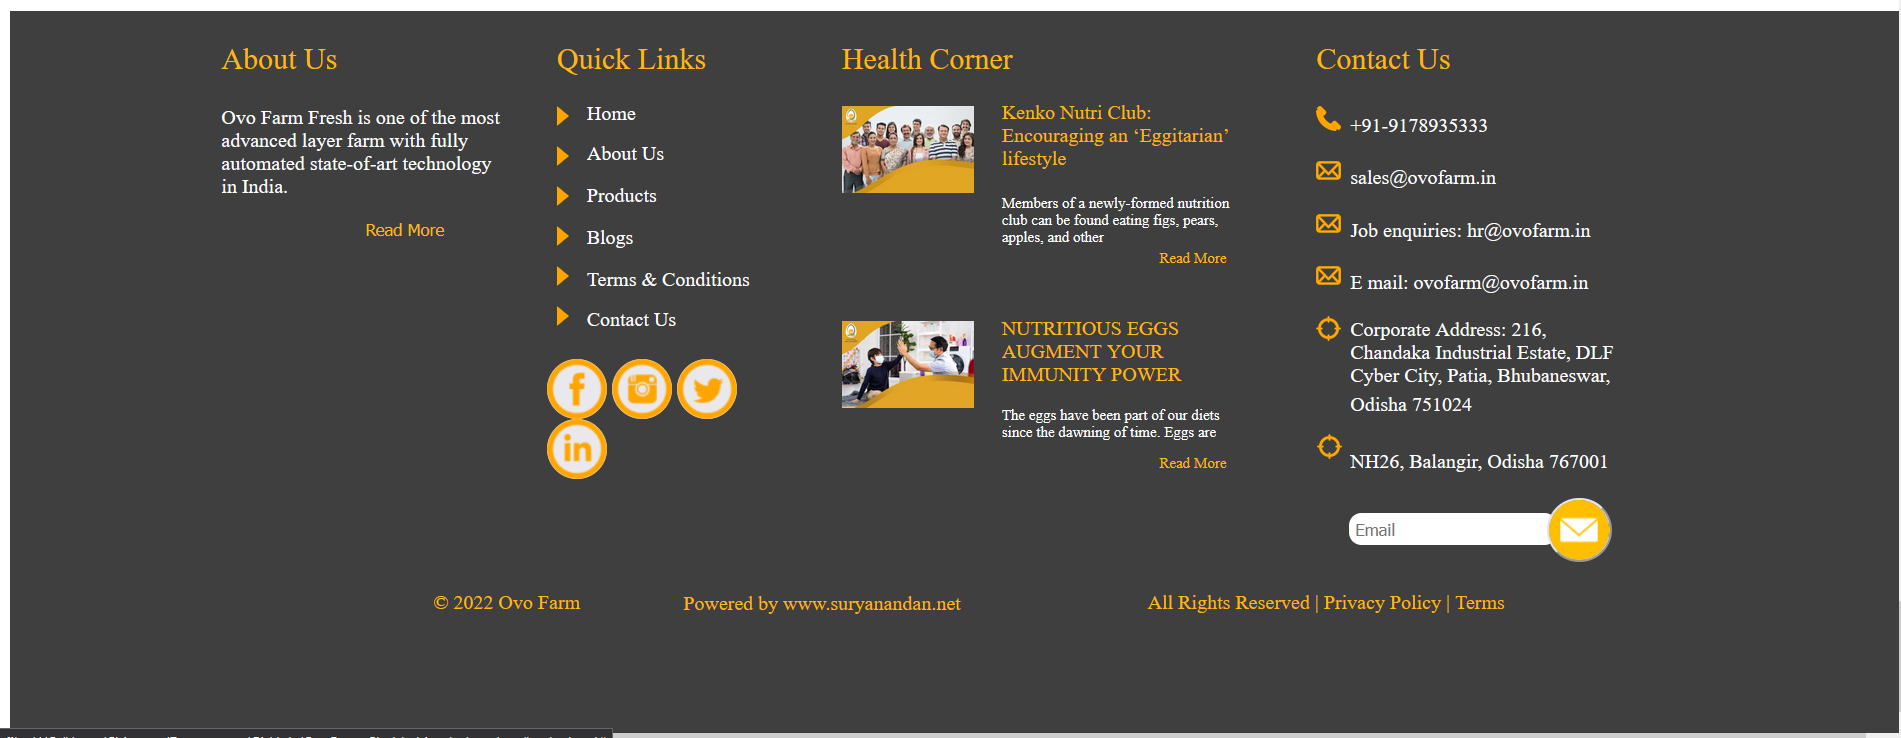 About Us
Ovo Farm Fresh is one of the most
advanced layer farm with fully
automated state-of-art technology
in India.
Read More
Quick Links
Home
About Us
Products
Blogs
Terms & Conditions
Contact Us
Health Corner
Kenko Nutri Club:
Encouraging an ‘Eggitarian’
lifestyle
Members of a newly-formed nutrition
club can be found eating figs, pears,
apples, and other
Read More
NUTRITIOUS EGGS
AUGMENT YOUR
IMMUNITY POWER
The eggs have been part of our diets
since the dawning of time. Eggs are
Read More
Contact Us
+91-9178935333
sales@ovofarm.in
Job enquiries: hr@ovofarm.in
E mail: ovofarm@ovofarm.in
Corporate Address: 216,
Chandaka Industrial Estate, DLF
Cyber City, Patia, Bhubaneswar,
Odisha 751024
NH26, Balangir, Odisha 767001
Email
© 2022 Ovo Farm
Powered by www.suryanandan.net
All Rights Reserved | Privacy Policy | Terms